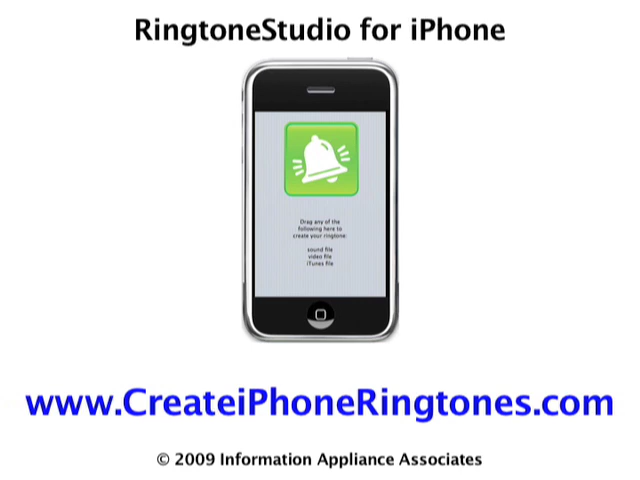 RingtoneStudio for iPhone
Drag any of the
following here to
create your ringtone:
sound file
video file
iTunes file
www.CreateiPhoneRingtones.com
© 2009 Information Appliance Associates